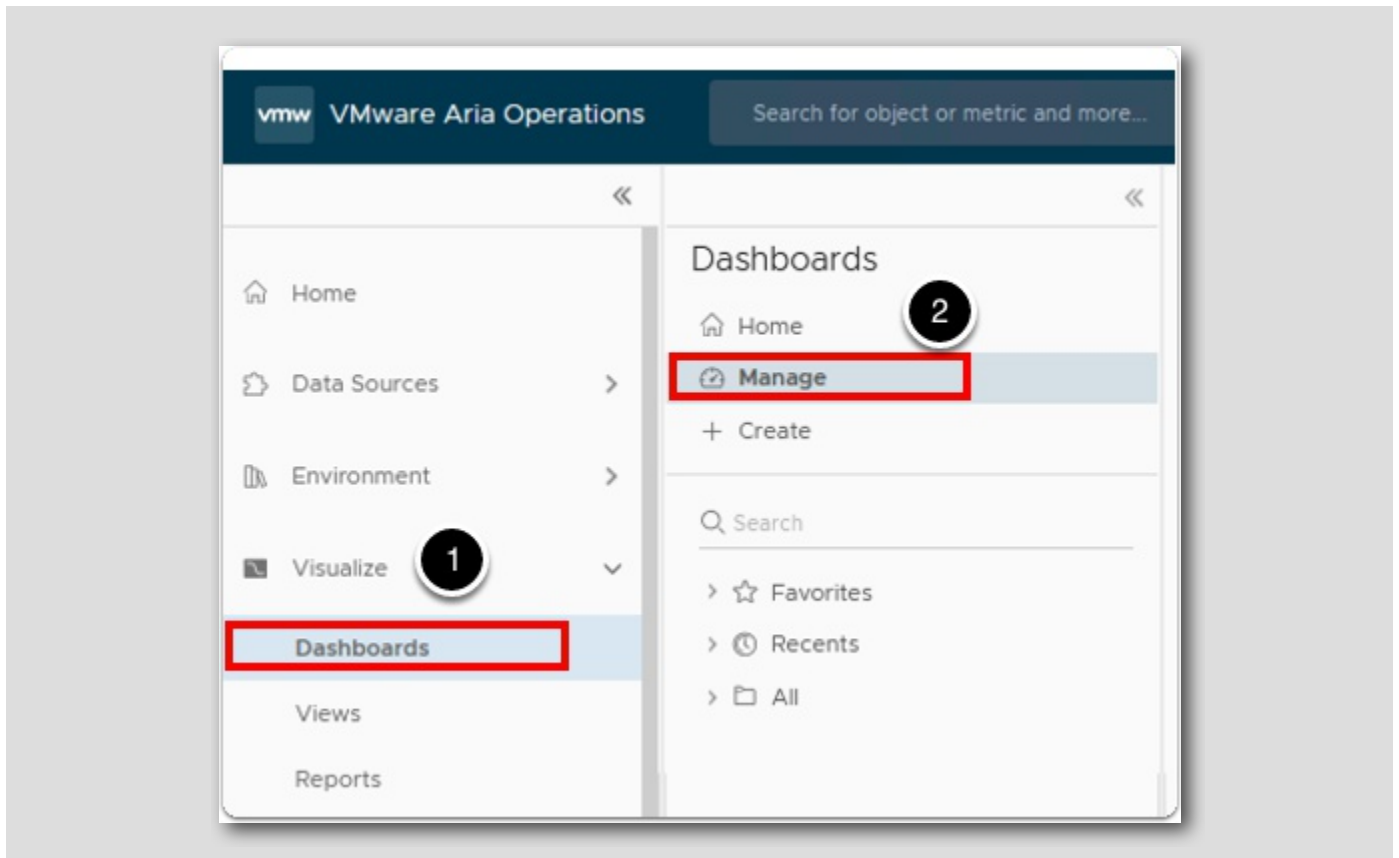 vmw VMware Aria Operations
Search for object or metric and more...
Home
Data Sources
Environment
Visualize
1
Dashboards
Views
Reports
Dashboards
Home
2
Manage
+ Create
Search
Favorites
Recents
All